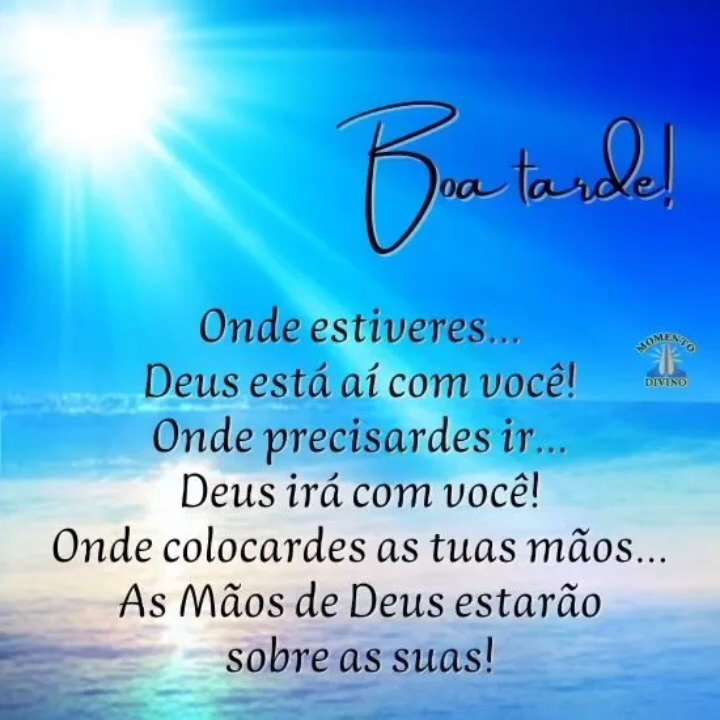 Boa tarde!
Onde estiveres...
Deus está aí com você!
Onde precisardes ir...
Deus irá com você!
Onde colocardes as tuas mãos...
As Mãos de Deus estarão
sobre as suas!
MOMENTO
DIVINO